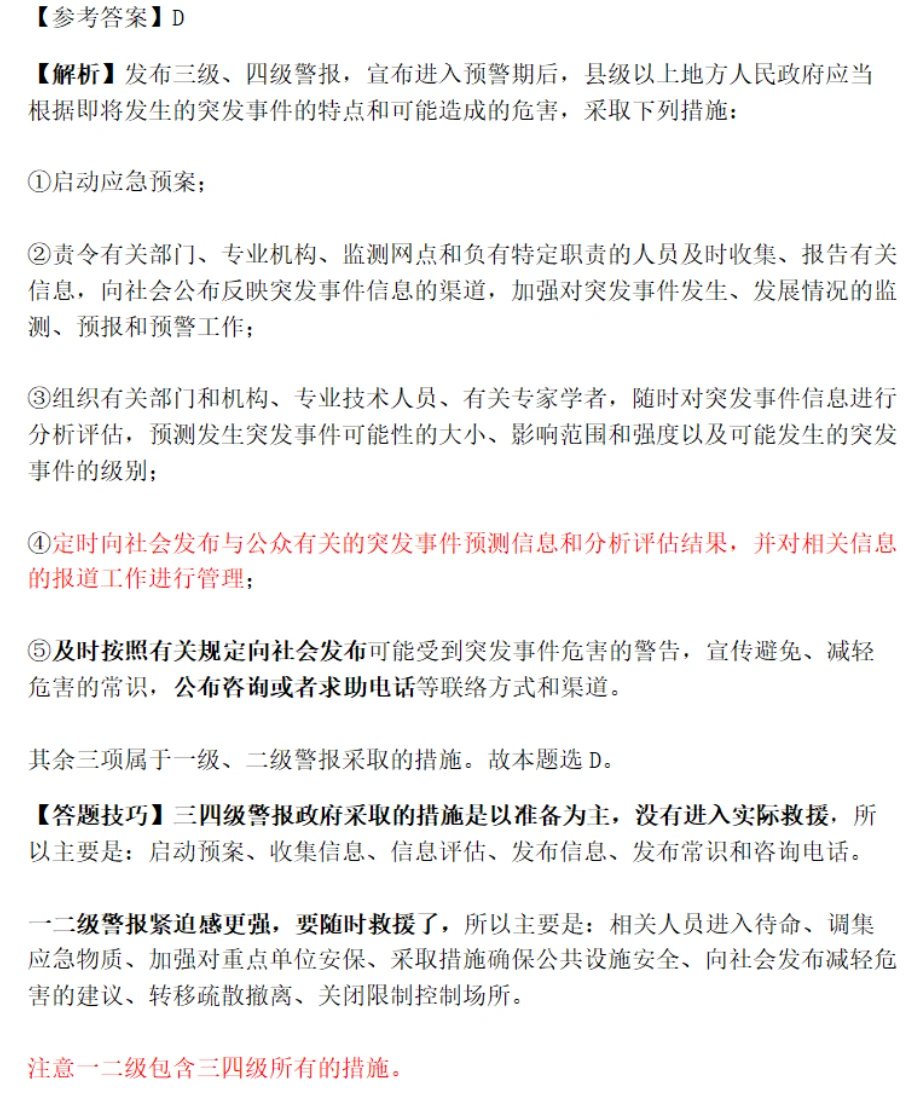 【参考答案】D
【解析】发布三级、四级警报，宣布进入预警期后，县级以上地方人民政府应当
根据即将发生的突发事件的特点和可能造成的危害，采取下列措施：
①启动应急预案；
②责令有关部门、专业机构、监测网点和负有特定职责的人员及时收集、报告有关
信息，向社会公布反映突发事件信息的渠道，加强对突发事件发生、发展情况的监
测、预报和预警工作；
③组织有关部门和机构、专业技术人员、有关专家学者，随时对突发事件信息进行
分析评估，预测发生突发事件可能性的大小、影响范围和强度以及可能发生的突发
事件的级别；
④定时向社会发布与公众有关的突发事件预测信息和分析评估结果，并对相关信息
的报道工作进行管理；
⑤及时按照有关规定向社会发布可能受到突发事件危害的警告，宣传避免、减轻
危害的常识，公布咨询或者求助电话等联络方式和渠道。
其余三项属于一级、二级警报采取的措施。故本题选 D。
【答题技巧】三四级警报政府采取的措施是以准备为主，没有进入实际救援，所
以主要是：启动预案、收集信息、信息评估、发布信息、发布常识和咨询电话。
一二级警报紧迫感更强，要随时救援了，所以主要是：相关人员进入待命、调集
应急物质、加强对重点单位安保、采取措施确保公共设施安全、向社会发布减轻危
害的建议、转移疏散撤离、关闭限制控制场所。
注意一二级包含三四级所有的措施。